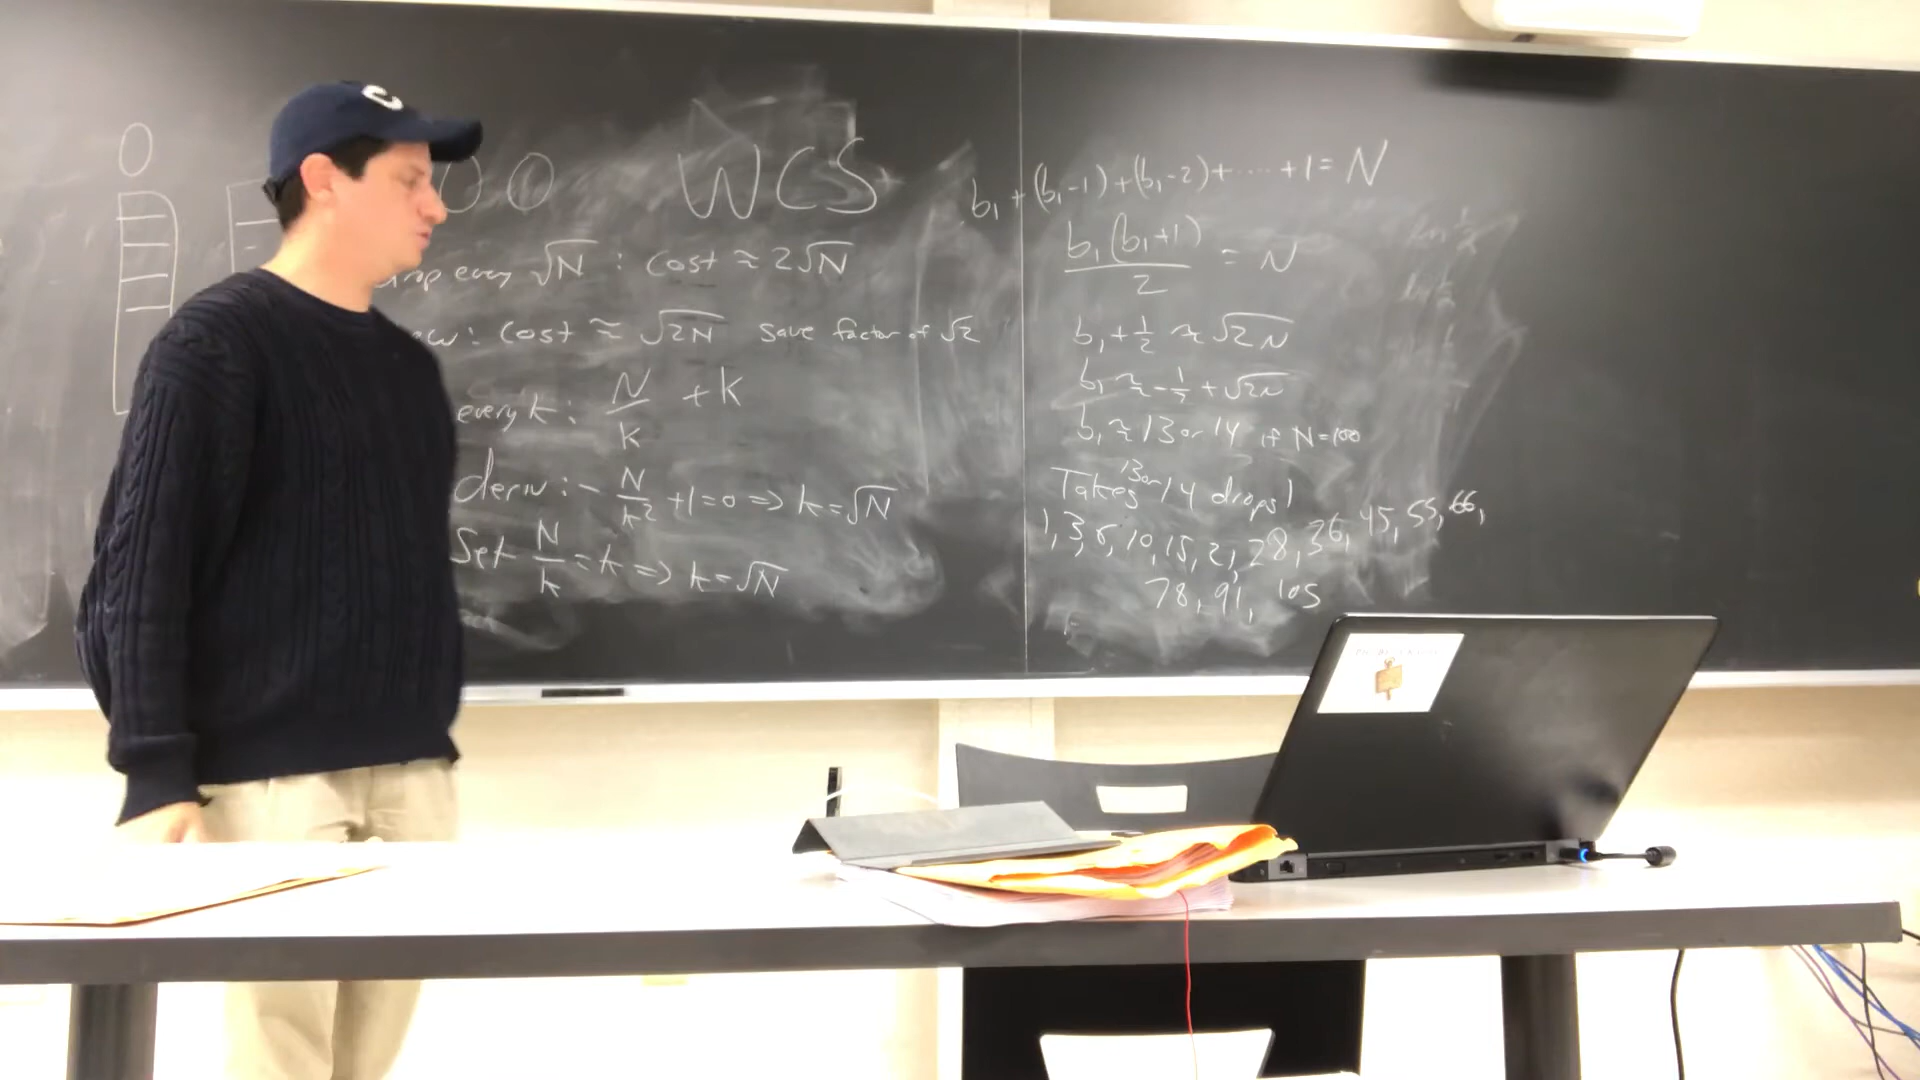 C
0
00 WCS
drop every √N : cost ≈ 2√N
new: cost ≈ √2N save factor of √2
every k: N/k + k
deriv: - N/k² + 1 = 0 ⇒ k = √N
Set N/k = k ⇒ k = √N
b₁ + (b₁-1) + (b₁-2) + ..... + 1 = N
b₁(b₁+1)/2 = N
b₁ + 1/2 ≈ √2N
b₁ ≈ -1/2 + √2N
b₁ ≈ 13 or 14 if N=100
Takes 13 or 14 drops!
1, 3, 6, 10, 15, 21, 28, 36, 45, 55, 66,
78, 91, 105